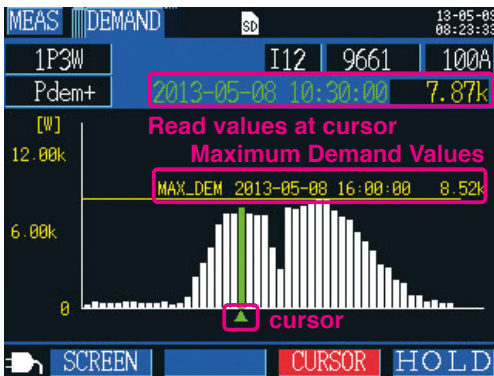 MEAS DEMAND SD 13-05-08
08:23:33
1P3W I12 9661 100A
Pdem+ 2013-05-08 10:30:00 7.87k
[W] Read values at cursor
12.00k Maximum Demand Values
MAX_DEM 2013-05-08 16:00:00 8.52k
6.00k
0
cursor
SCREEN CURSOR HOLD